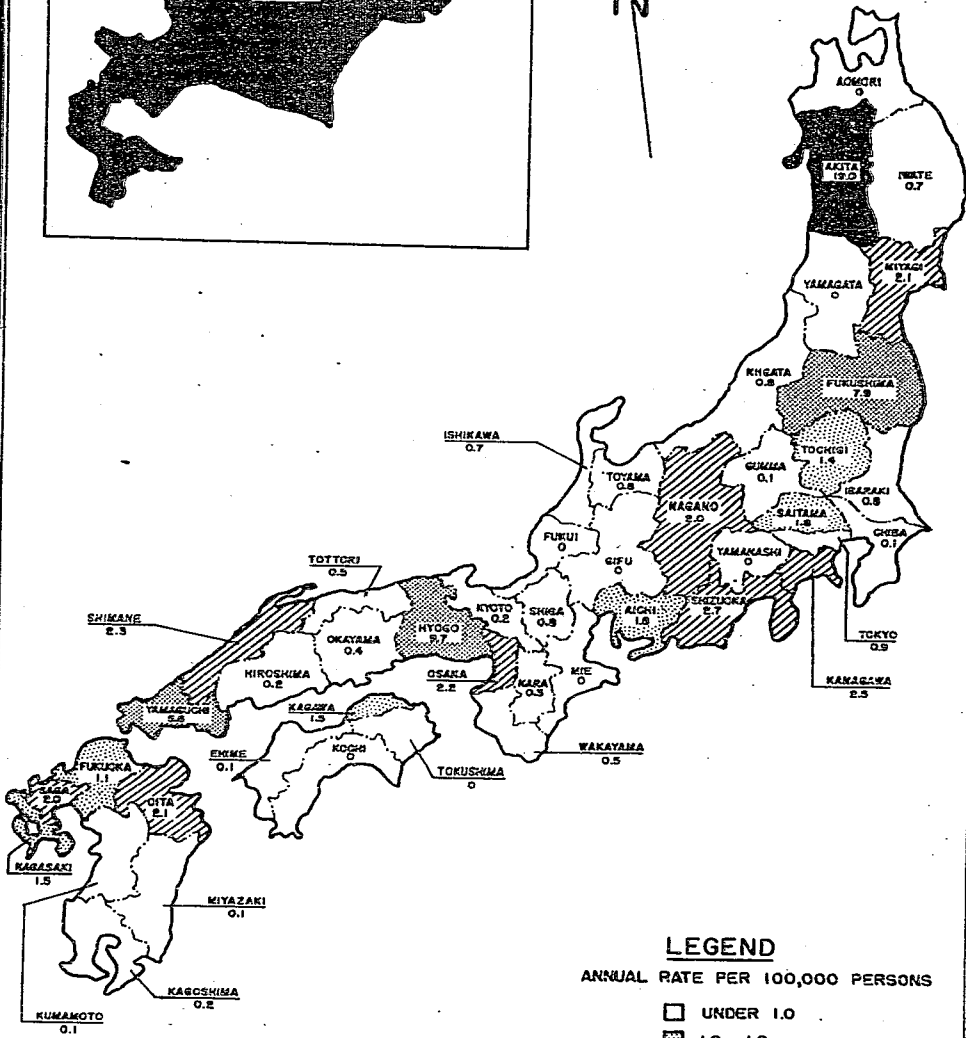 N
AOMORI
0
AKITA
19.0
IWATE
0.7
MIYAGI
2.1
YAMAGATA
0
NIIGATA
0.8
FUKUSHIMA
7.9
ISHIKAWA
0.7
TOCHIGI
1.4
GUMMA
0.1
TOYAMA
0.8
IBARAKI
0.8
NAGANO
2.0
SAITAMA
1.8
CHIBA
0.1
FUKUI
0
YAMANASHI
0
GIFU
0
TOTTORI
0.5
KYOTO
0.2
SHIGA
0.8
AICHI
1.8
SHIZUOKA
2.7
SHIMANE
2.3
HYOGO
5.7
OKAYAMA
0.4
TOKYO
0.9
HIROSHIMA
0.2
OSAKA
2.2
NARA
0.3
MIE
0
KANAGAWA
2.5
YAMAGUCHI
5.8
KAGAWA
1.3
WAKAYAMA
0.5
EHIME
0.1
KOCHI
0
TOKUSHIMA
0
FUKUOKA
1.1
SAGA
2.0
OITA
2.1
NAGASAKI
1.5
MIYAZAKI
0.1
KAGOSHIMA
0.2
KUMAMOTO
0.1
LEGEND
ANNUAL RATE PER 100,000 PERSONS
UNDER 1.0